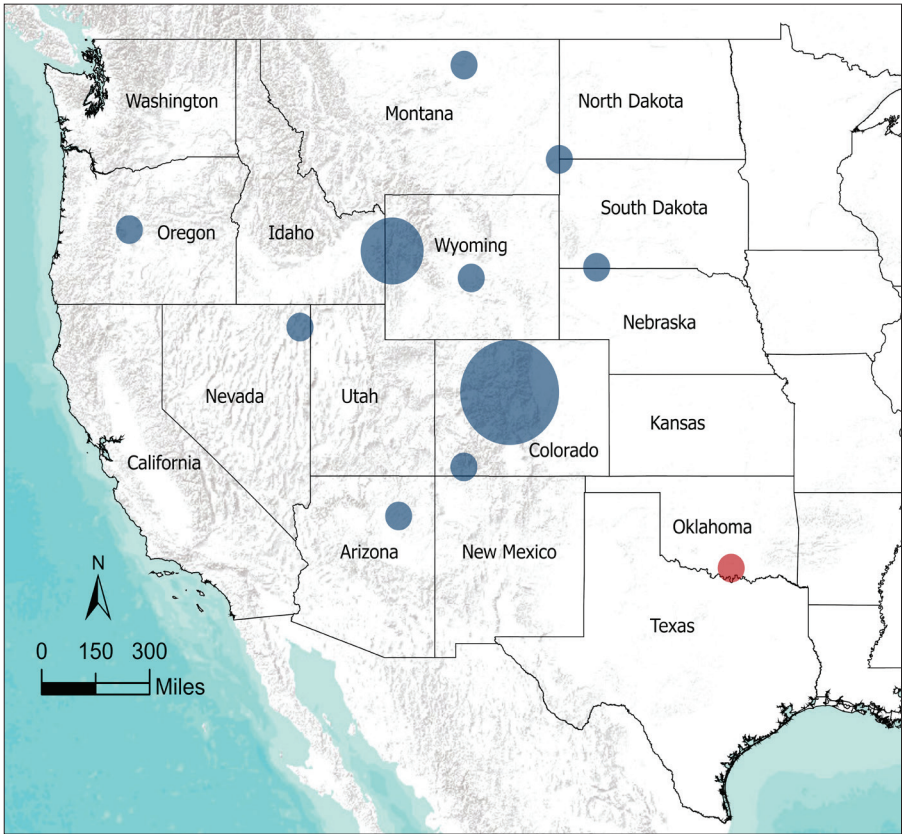 Washington
Montana
North Dakota
Oregon
Idaho
Wyoming
South Dakota
Nebraska
Nevada
Utah
Colorado
Kansas
California
Arizona
New Mexico
Oklahoma
Texas
N
0 150 300
Miles